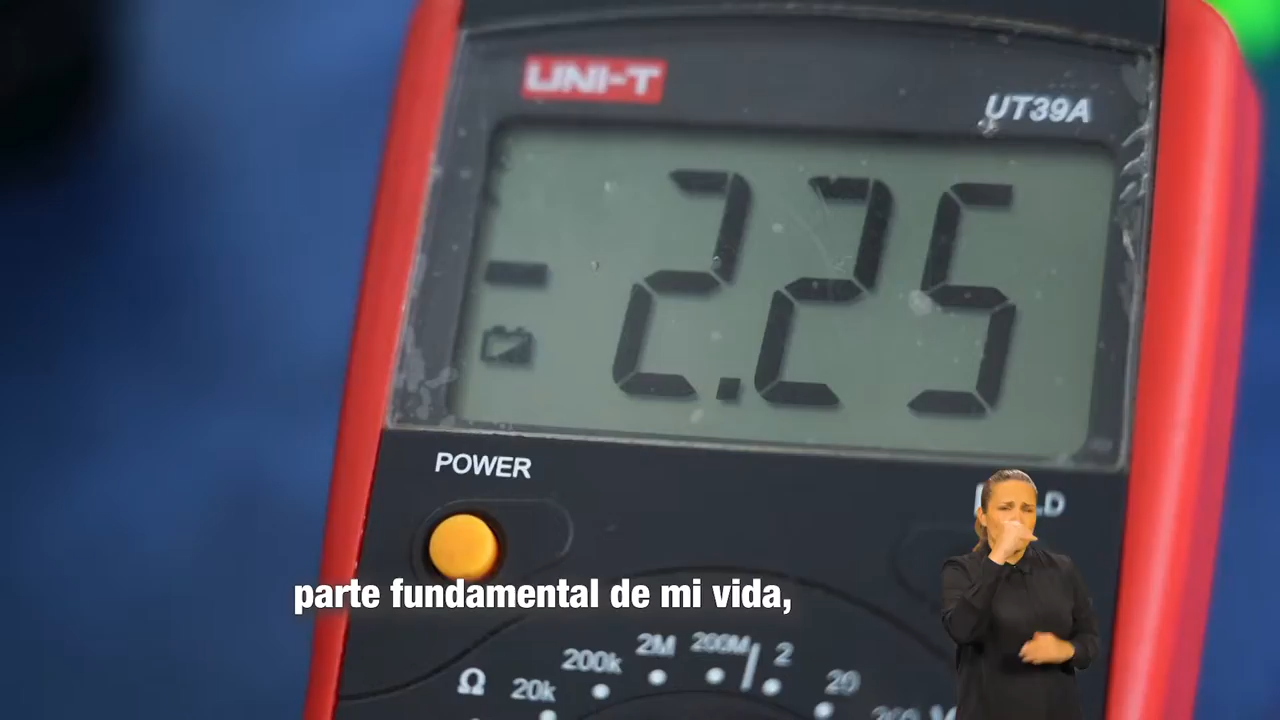 UNI-T
UT39A
- 2.25
POWER
parte fundamental de mi vida,
Ω 20k 200k 2M 200M 2 20